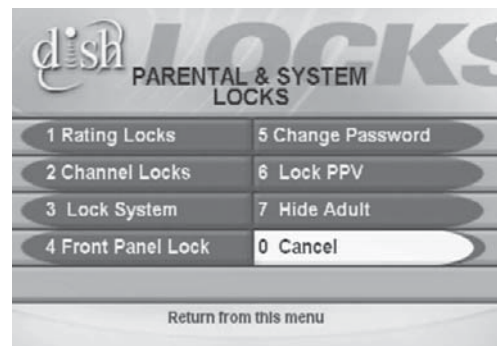 dish
LOCKS
PARENTAL & SYSTEM
LOCKS
1 Rating Locks
5 Change Password
2 Channel Locks
6 Lock PPV
3 Lock System
7 Hide Adult
4 Front Panel Lock
0 Cancel
Return from this menu